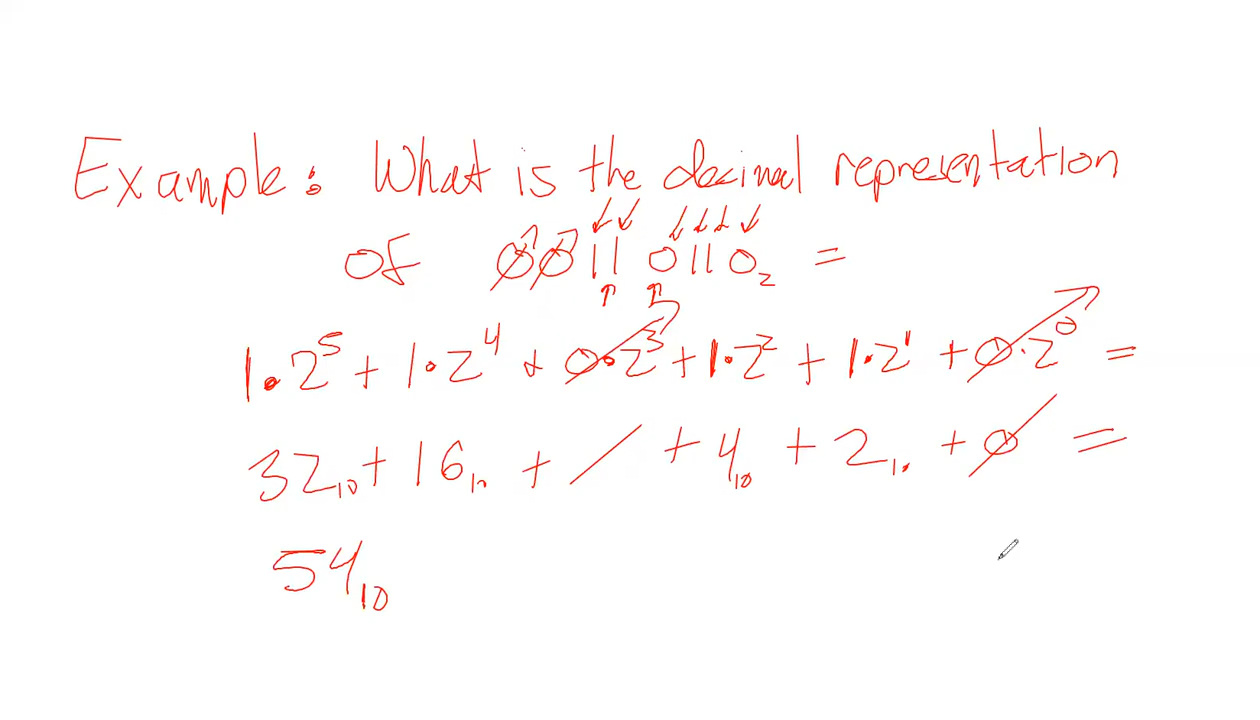 Example: What is the decimal representation
of 00110110₂ =
1·2⁵ + 1·2⁴ + 0·2³ + 1·2² + 1·2¹ + 0·2⁰ =
32₁₀ + 16₁₀ + / + 4₁₀ + 2₁₀ + 0 =
54₁₀